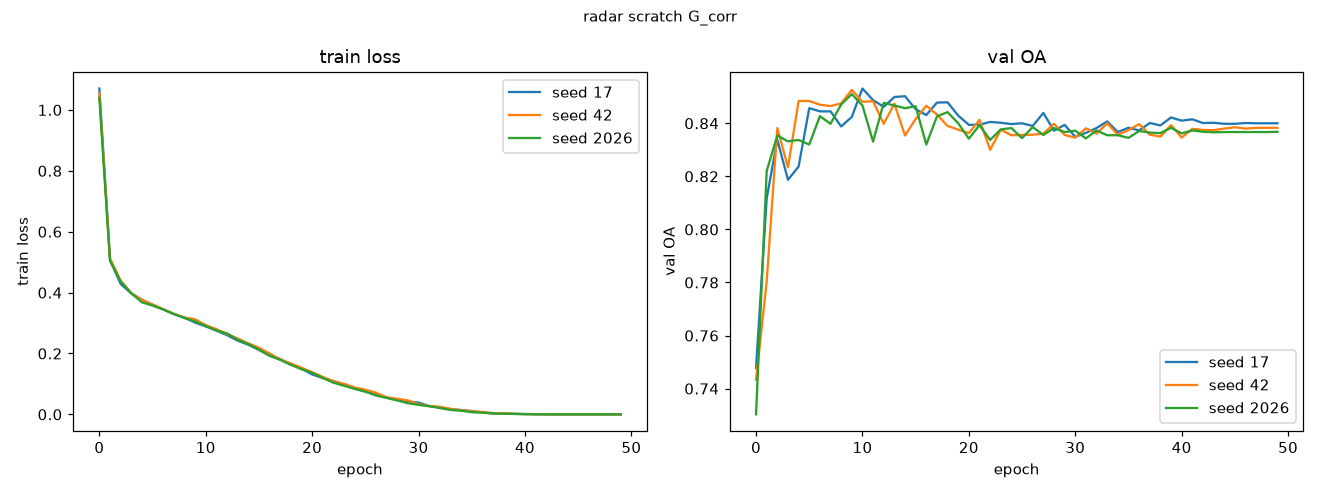 radar scratch G_corr
train loss
train loss
1.0
0.8
0.6
0.4
0.2
0.0
seed 17
seed 42
seed 2026
0
10
20
30
40
50
epoch
val OA
val OA
0.84
0.82
0.80
0.78
0.76
0.74
seed 17
seed 42
seed 2026
0
10
20
30
40
50
epoch